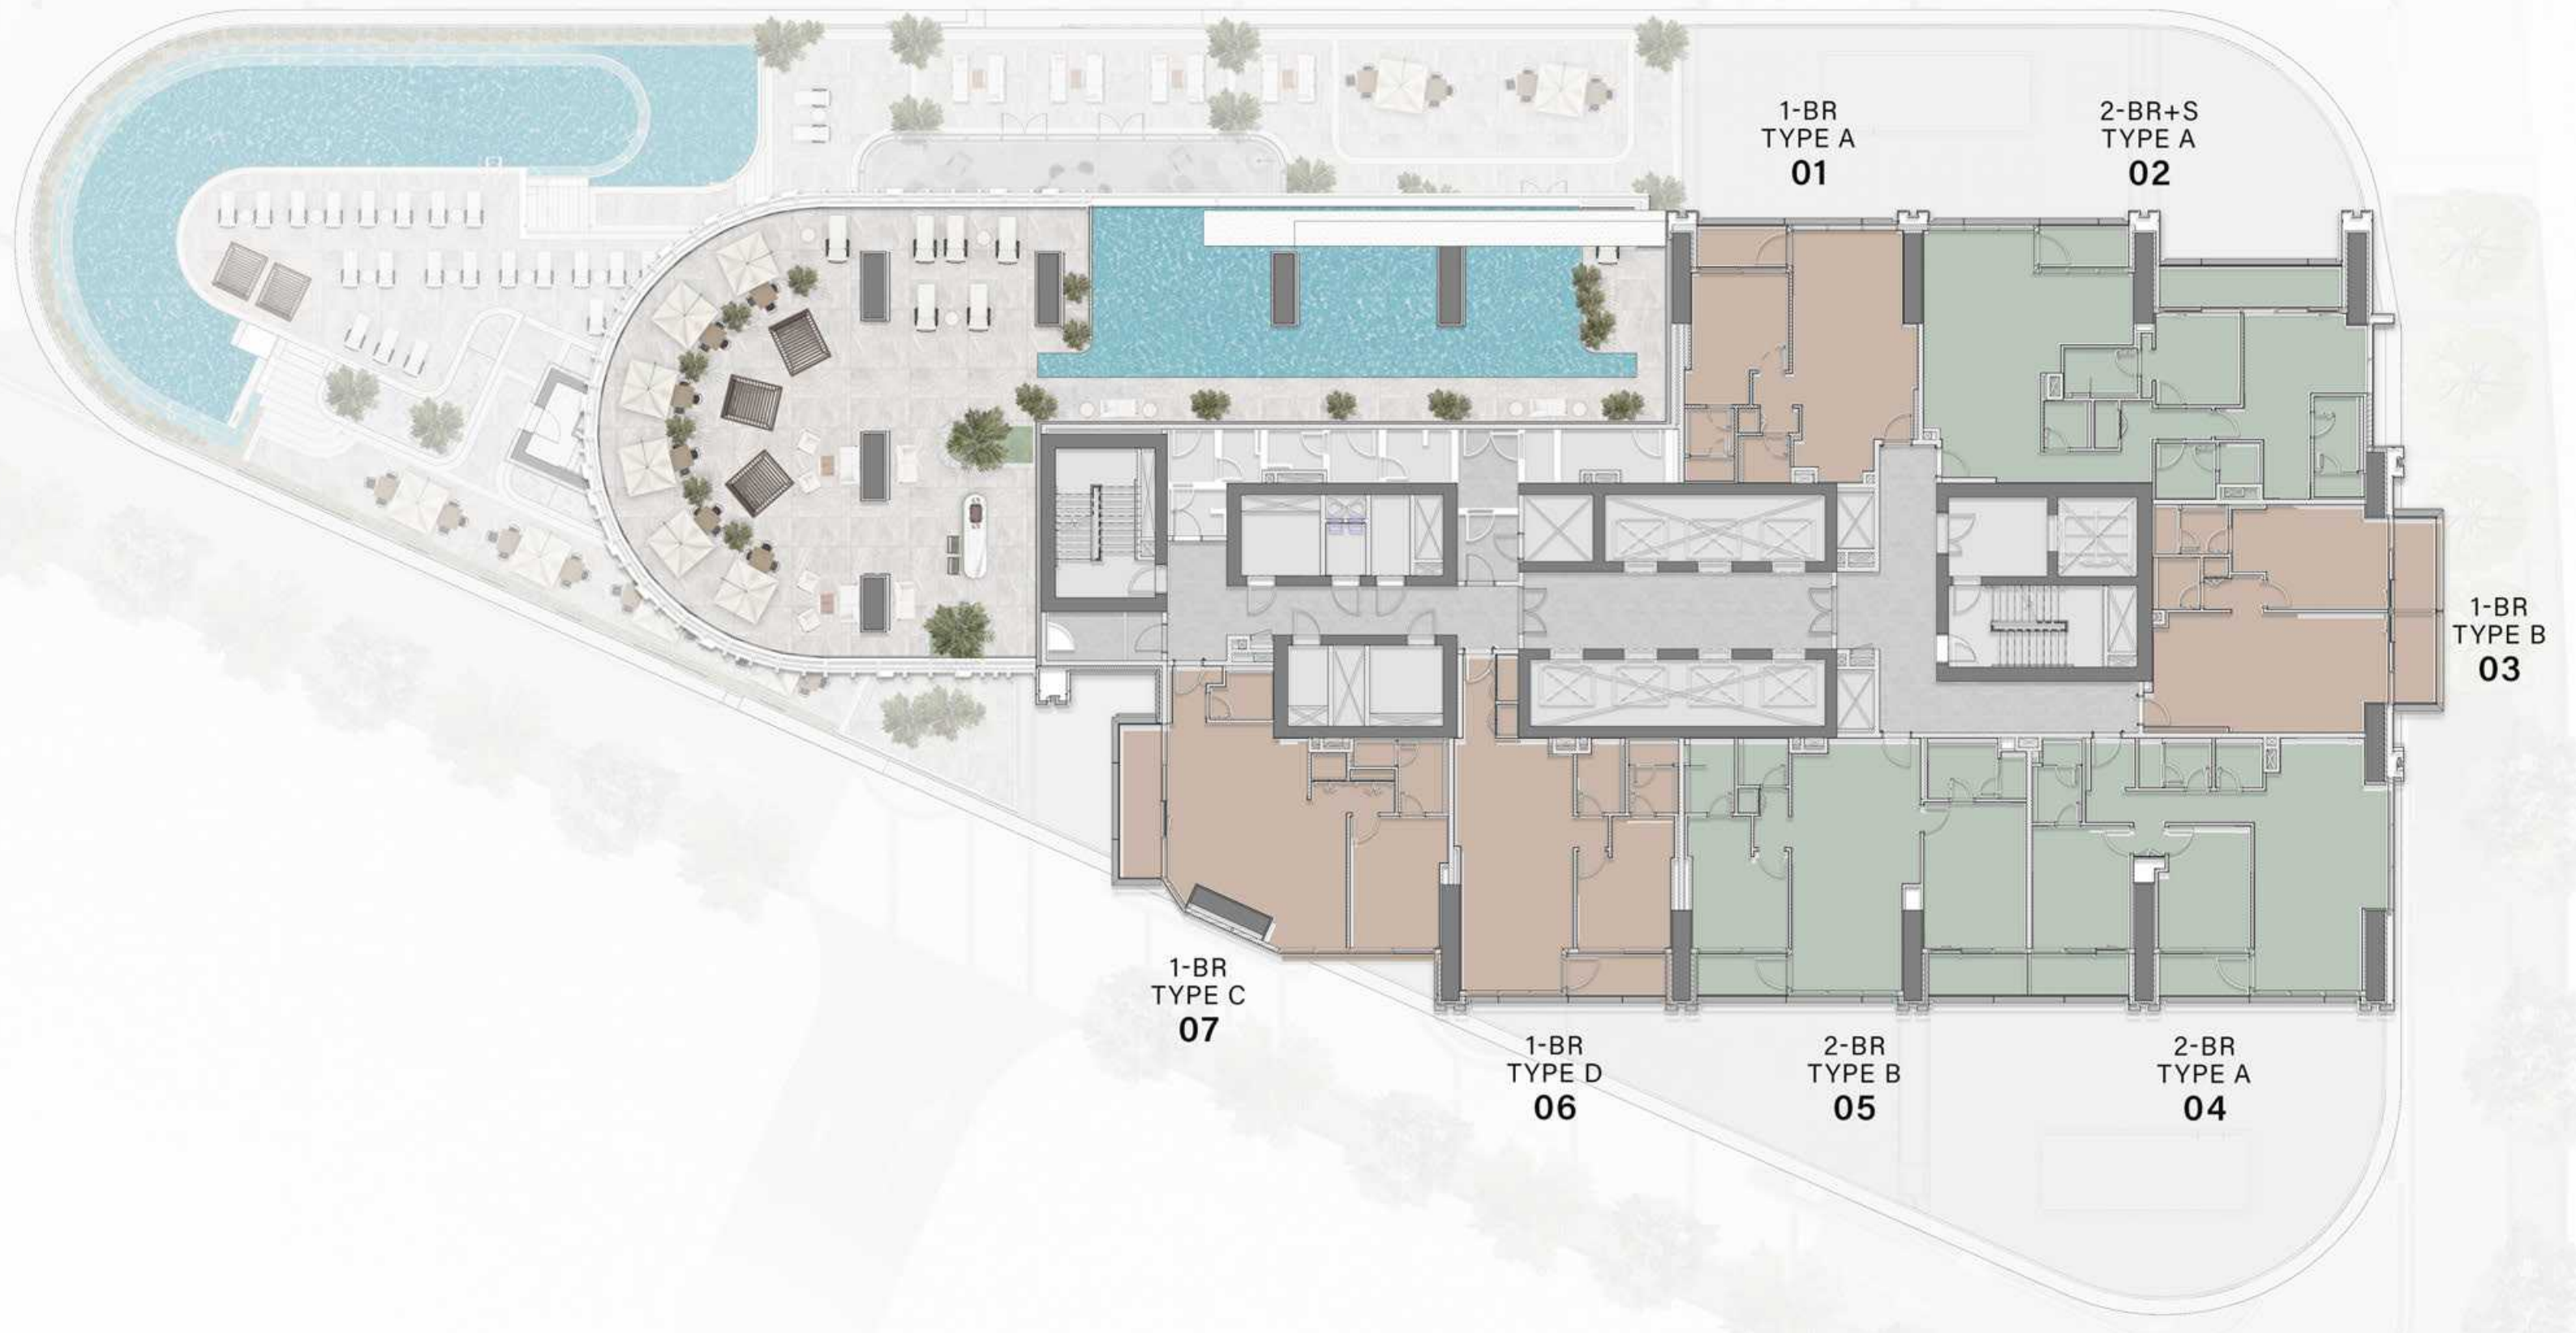 1-BR
TYPE A
01
2-BR+S
TYPE A
02
1-BR
TYPE B
03
1-BR
TYPE C
07
1-BR
TYPE D
06
2-BR
TYPE B
05
2-BR
TYPE A
04